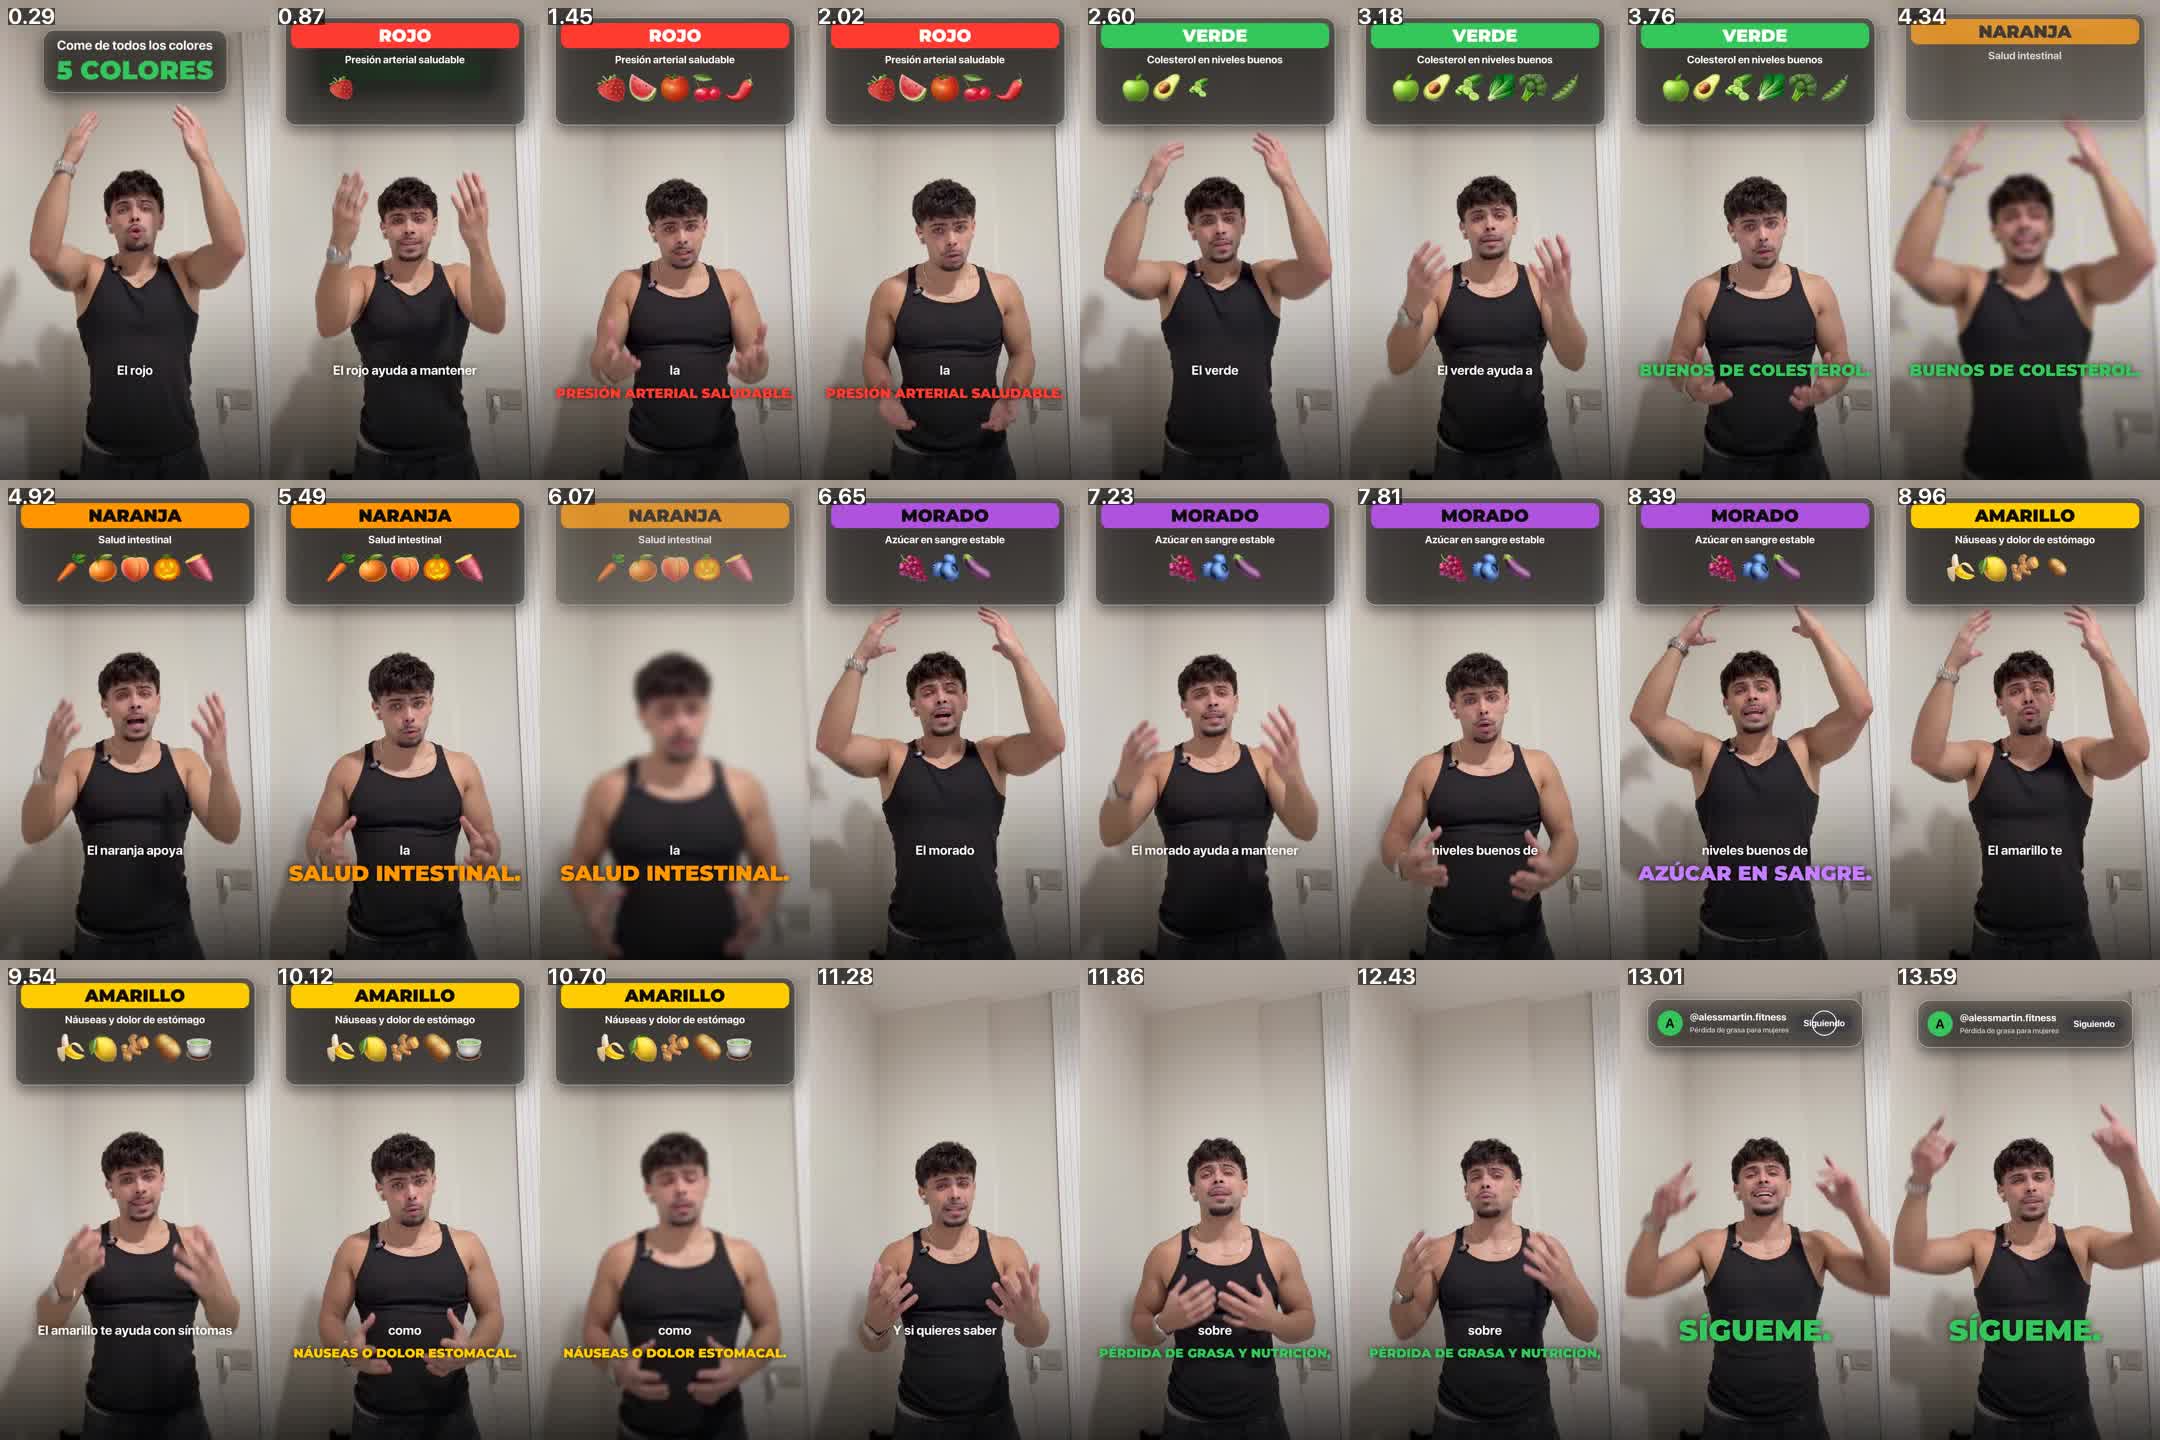 0.29
Come de todos los colores
5 COLORES
El rojo
0.87
ROJO
Presión arterial saludable
El rojo ayuda a mantener
1.45
ROJO
Presión arterial saludable
la
PRESIÓN ARTERIAL SALUDABLE.
2.02
ROJO
Presión arterial saludable
la
PRESIÓN ARTERIAL SALUDABLE.
2.60
VERDE
Colesterol en niveles buenos
El verde
3.18
VERDE
Colesterol en niveles buenos
El verde ayuda a
3.76
VERDE
Colesterol en niveles buenos
BUENOS DE COLESTEROL.
4.34
NARANJA
Salud intestinal
BUENOS DE COLESTEROL.
4.92
NARANJA
Salud intestinal
El naranja apoya
5.49
NARANJA
Salud intestinal
la
SALUD INTESTINAL.
6.07
NARANJA
Salud intestinal
la
SALUD INTESTINAL.
6.65
MORADO
Azúcar en sangre estable
El morado
7.23
MORADO
Azúcar en sangre estable
El morado ayuda a mantener
7.81
MORADO
Azúcar en sangre estable
niveles buenos de
8.39
MORADO
Azúcar en sangre estable
niveles buenos de
AZÚCAR EN SANGRE.
8.96
AMARILLO
Náuseas y dolor de estómago
El amarillo te
9.54
AMARILLO
Náuseas y dolor de estómago
El amarillo te ayuda con síntomas
10.12
AMARILLO
Náuseas y dolor de estómago
como
NÁUSEAS O DOLOR ESTOMACAL.
10.70
AMARILLO
Náuseas y dolor de estómago
como
NÁUSEAS O DOLOR ESTOMACAL.
11.28
Y si quieres saber
11.86
sobre
PÉRDIDA DE GRASA Y NUTRICIÓN,
12.43
sobre
PÉRDIDA DE GRASA Y NUTRICIÓN,
13.01
A
@alessmartin.fitness
Pérdida de grasa para mujeres
Siguiendo
SÍGUEME.
13.59
A
@alessmartin.fitness
Pérdida de grasa para mujeres
Siguiendo
SÍGUEME.